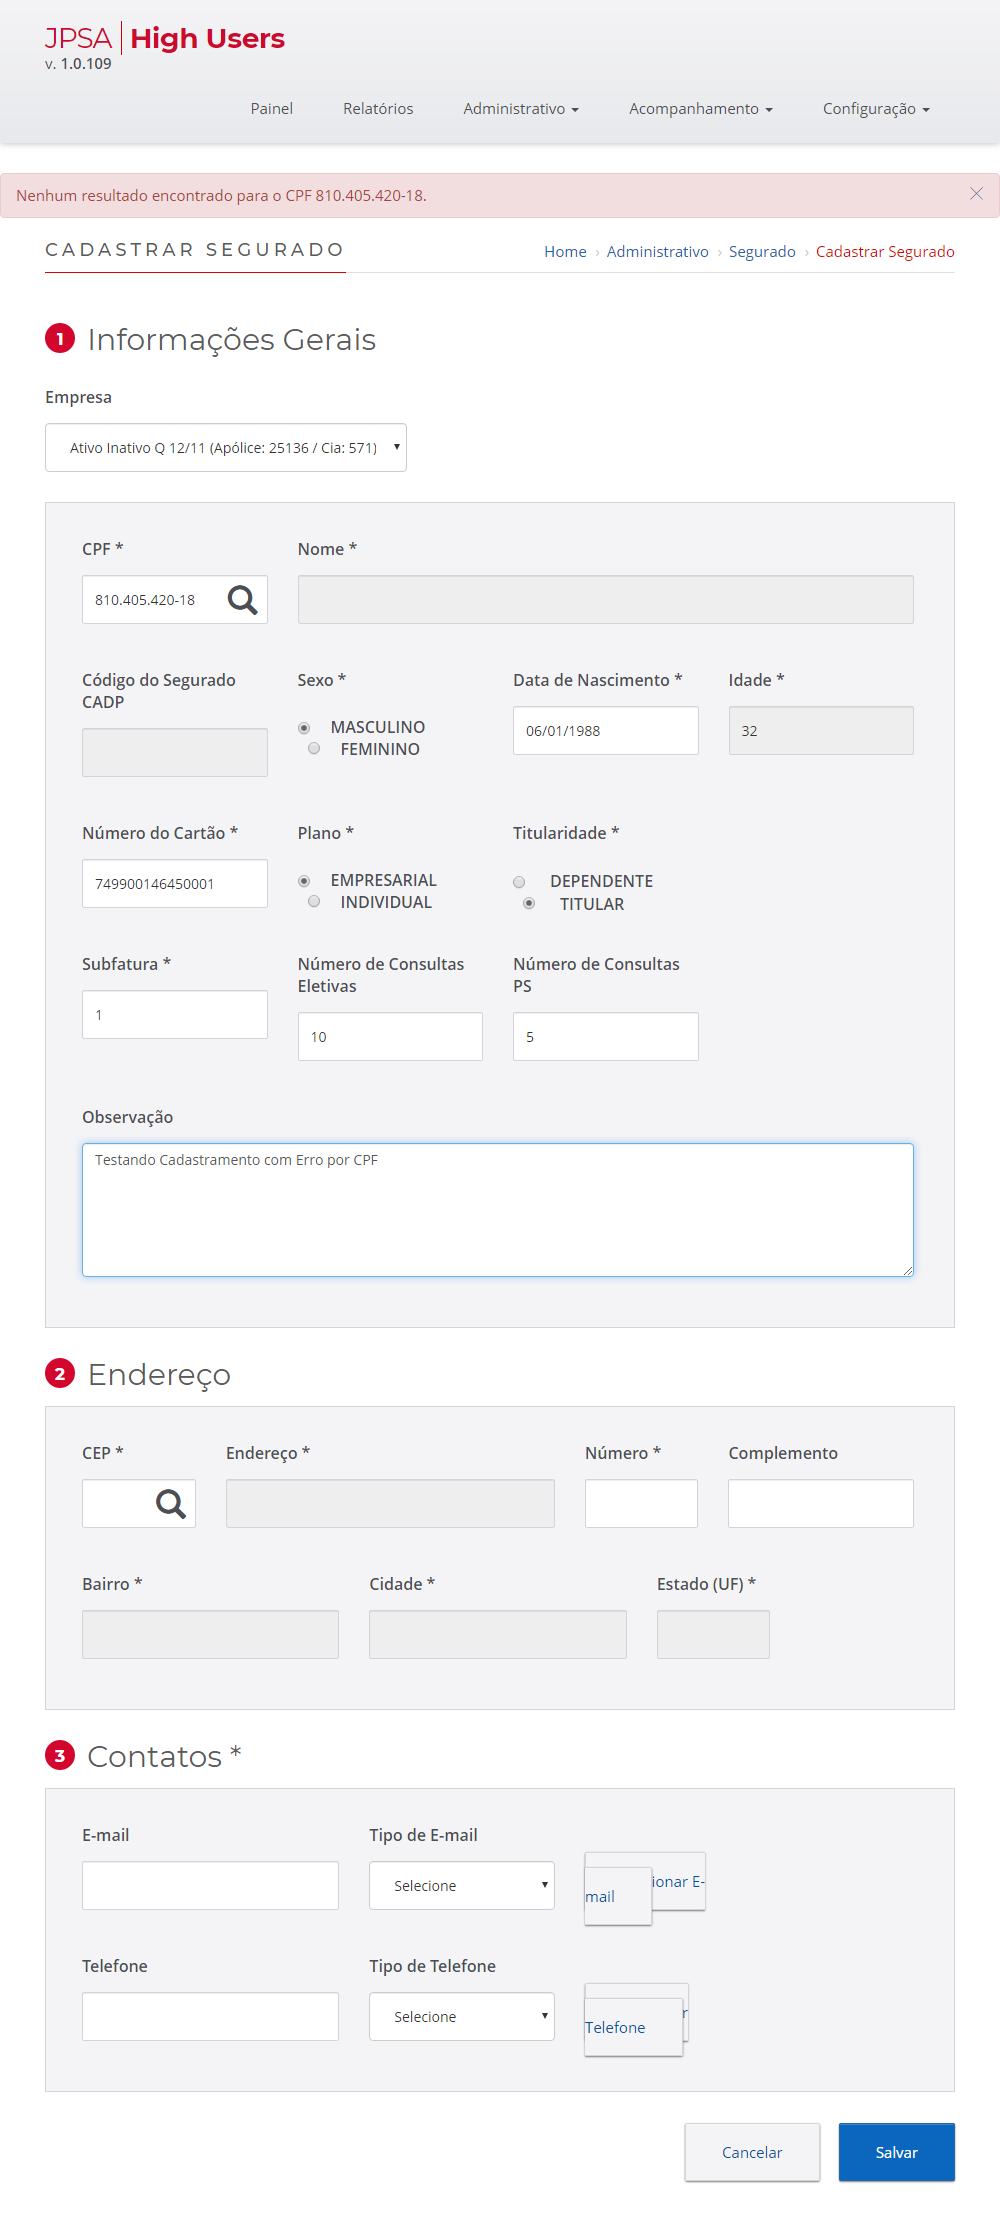 JPSA | High Users
v. 1.0.109
Painel Relatórios Administrativo Acompanhamento Configuração
Nenhum resultado encontrado para o CPF 810.405.420-18.
CADASTRAR SEGURADO
Home › Administrativo › Segurado › Cadastrar Segurado
1 Informações Gerais
Empresa
Ativo Inativo Q 12/11 (Apólice: 25136 / Cia: 571)
CPF * Nome *
810.405.420-18
Código do Segurado CADP
Sexo *
MASCULINO
FEMININO
Data de Nascimento *
06/01/1988
Idade *
32
Número do Cartão *
749900146450001
Plano *
EMPRESARIAL
INDIVIDUAL
Titularidade *
DEPENDENTE
TITULAR
Subfatura *
1
Número de Consultas
Eletivas
10
Número de Consultas
PS
5
Observação
Testando Cadastramento com Erro por CPF
2 Endereço
CEP * Endereço * Número * Complemento
Bairro * Cidade * Estado (UF) *
3 Contatos *
E-mail Tipo de E-mail
Selecione
ionar E-
mail
Telefone Tipo de Telefone
Selecione
r
Telefone
Cancelar Salvar